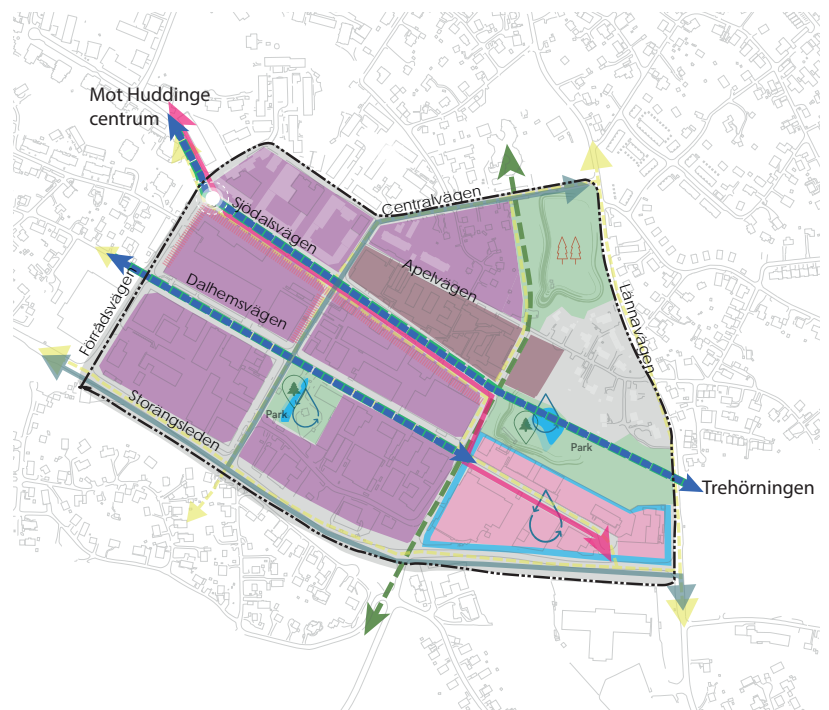 Mot Huddinge
centrum
Sjödalsvägen
Centralvägen
Apelvägen
Dalhemsvägen
Förrådsvägen
Lännavägen
Storängsleden
Park
Park
Trehörningen